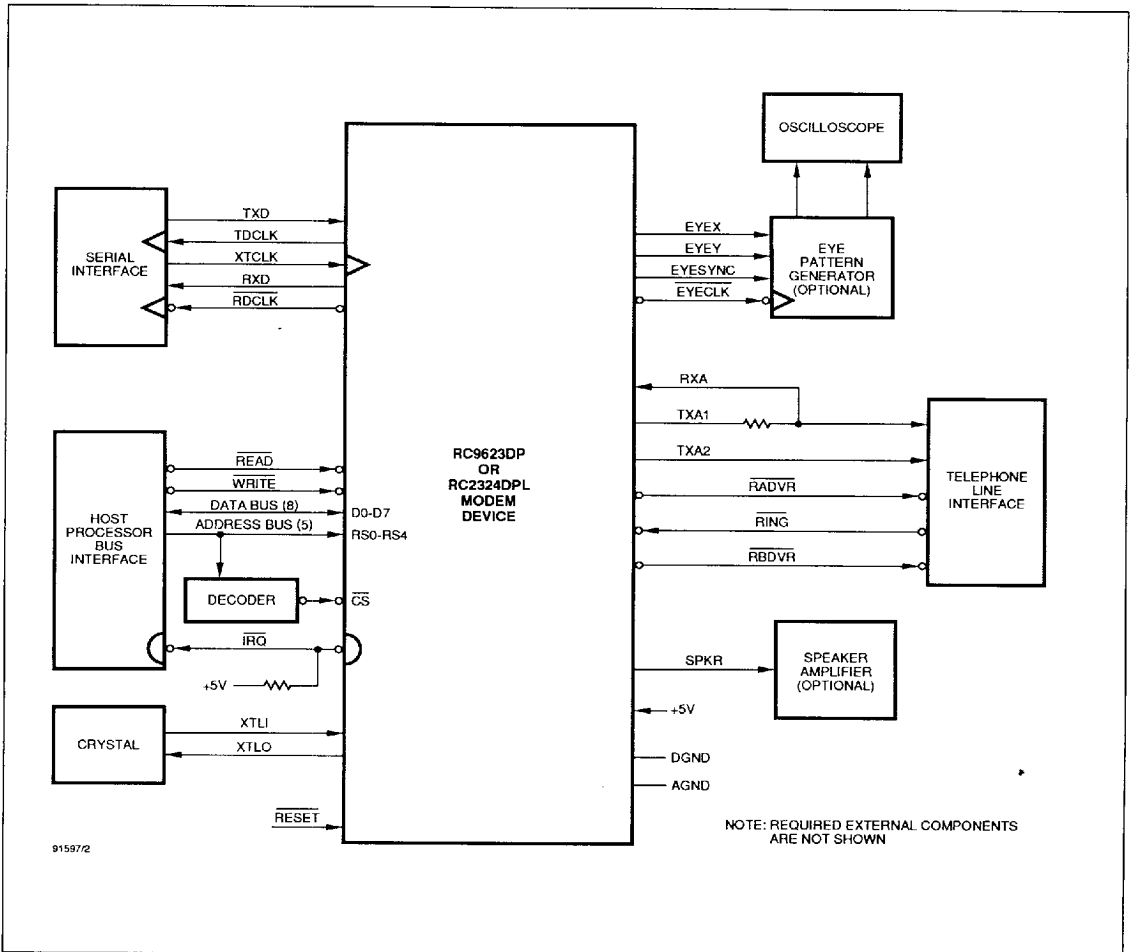 OSCILLOSCOPE
SERIAL
INTERFACE
TXD
TDCLK
XTCLK
RXD
RDCLK
EYEX
EYEY
EYESYNC
EYECLK
EYE
PATTERN
GENERATOR
(OPTIONAL)
HOST
PROCESSOR
BUS
INTERFACE
READ
WRITE
DATA BUS (8)
D0-D7
ADDRESS BUS (5)
RS0-RS4
DECODER
CS
IRQ
+5V
RC9623DP
OR
RC2324DPL
MODEM
DEVICE
RXA
TXA1
TXA2
RADVR
RING
RBDVR
TELEPHONE
LINE
INTERFACE
SPKR
SPEAKER
AMPLIFIER
(OPTIONAL)
+5V
DGND
AGND
CRYSTAL
XTLI
XTLO
RESET
NOTE: REQUIRED EXTERNAL COMPONENTS
ARE NOT SHOWN
91597/2